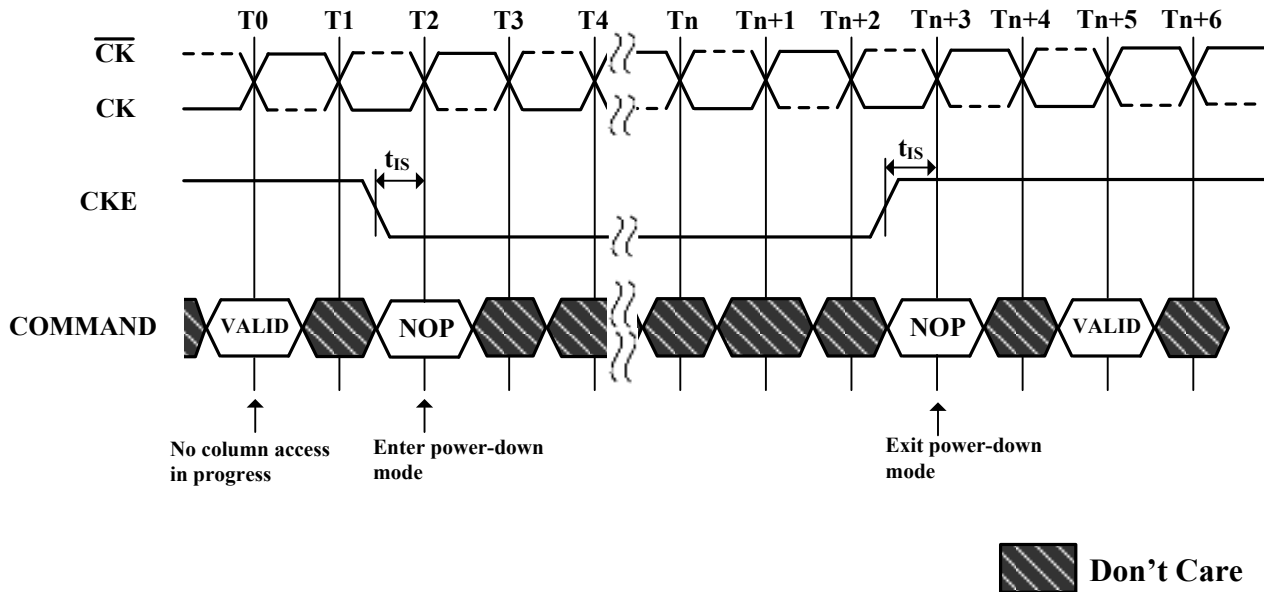 T0 T1 T2 T3 T4 Tn Tn+1 Tn+2 Tn+3 Tn+4 Tn+5 Tn+6
CK
CK
tIS tIS
CKE
COMMAND VALID NOP NOP VALID
No column access
in progress
Enter power-down
mode
Exit power-down
mode
Don't Care